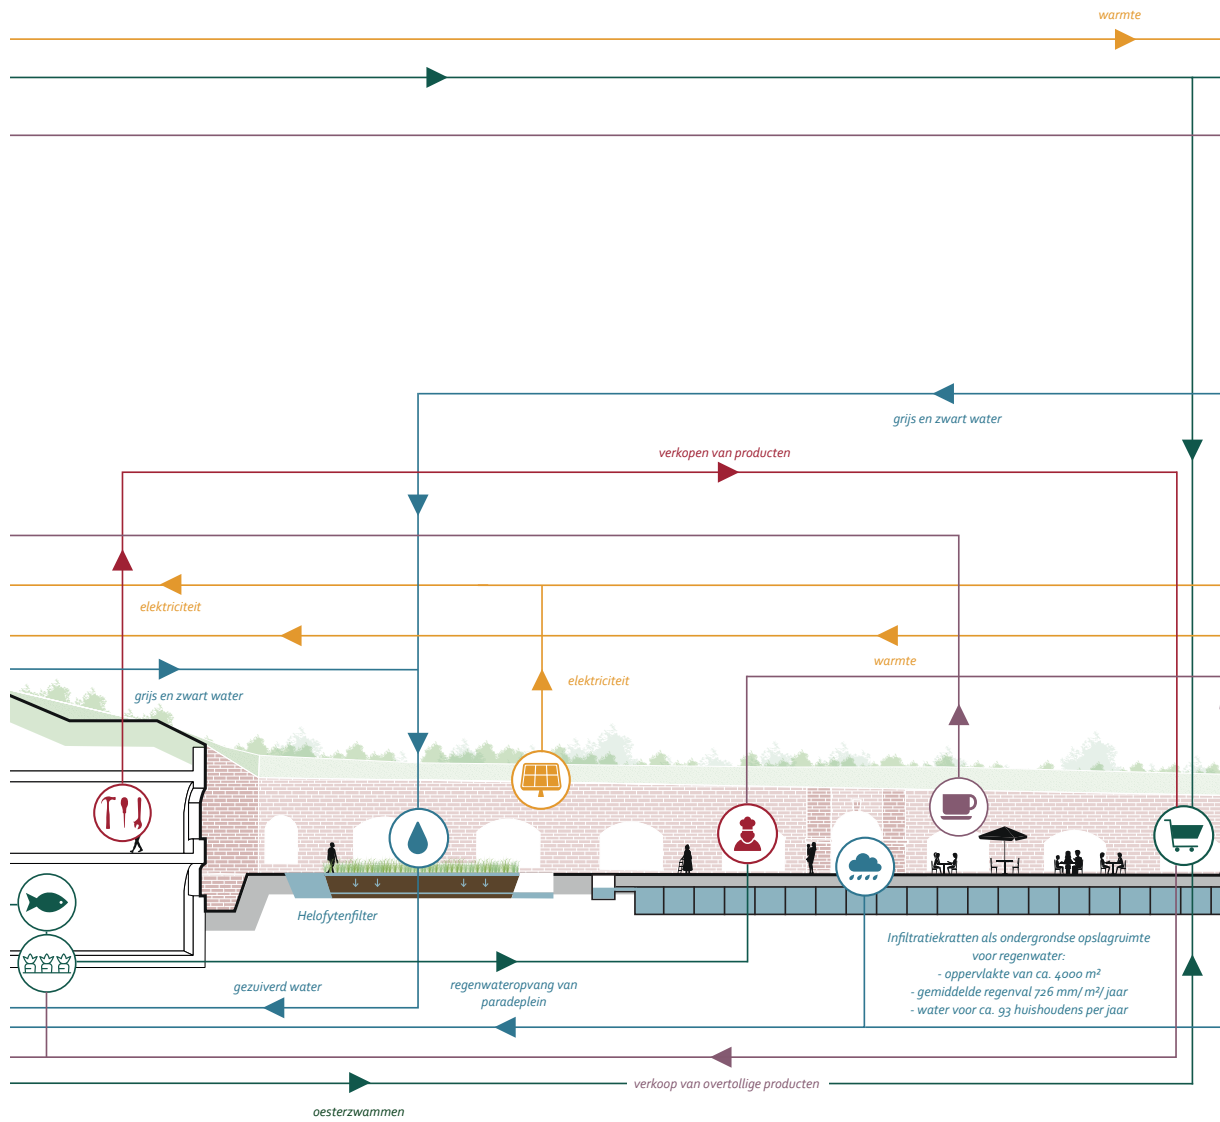 warmte
grijs en zwart water
verkopen van producten
elektriciteit
warmte
elektriciteit
grijs en zwart water
Helofytenfilter
Infiltratiekratten als ondergrondse opslagruimte
voor regenwater:
- oppervlakte van ca. 4000 m²
- gemiddelde regenval 726 mm/ m²/ jaar
- water voor ca. 93 huishoudens per jaar
gezuiverd water
regenwateropvang van
paradeplein
verkoop van overtollige producten
oesterzwammen